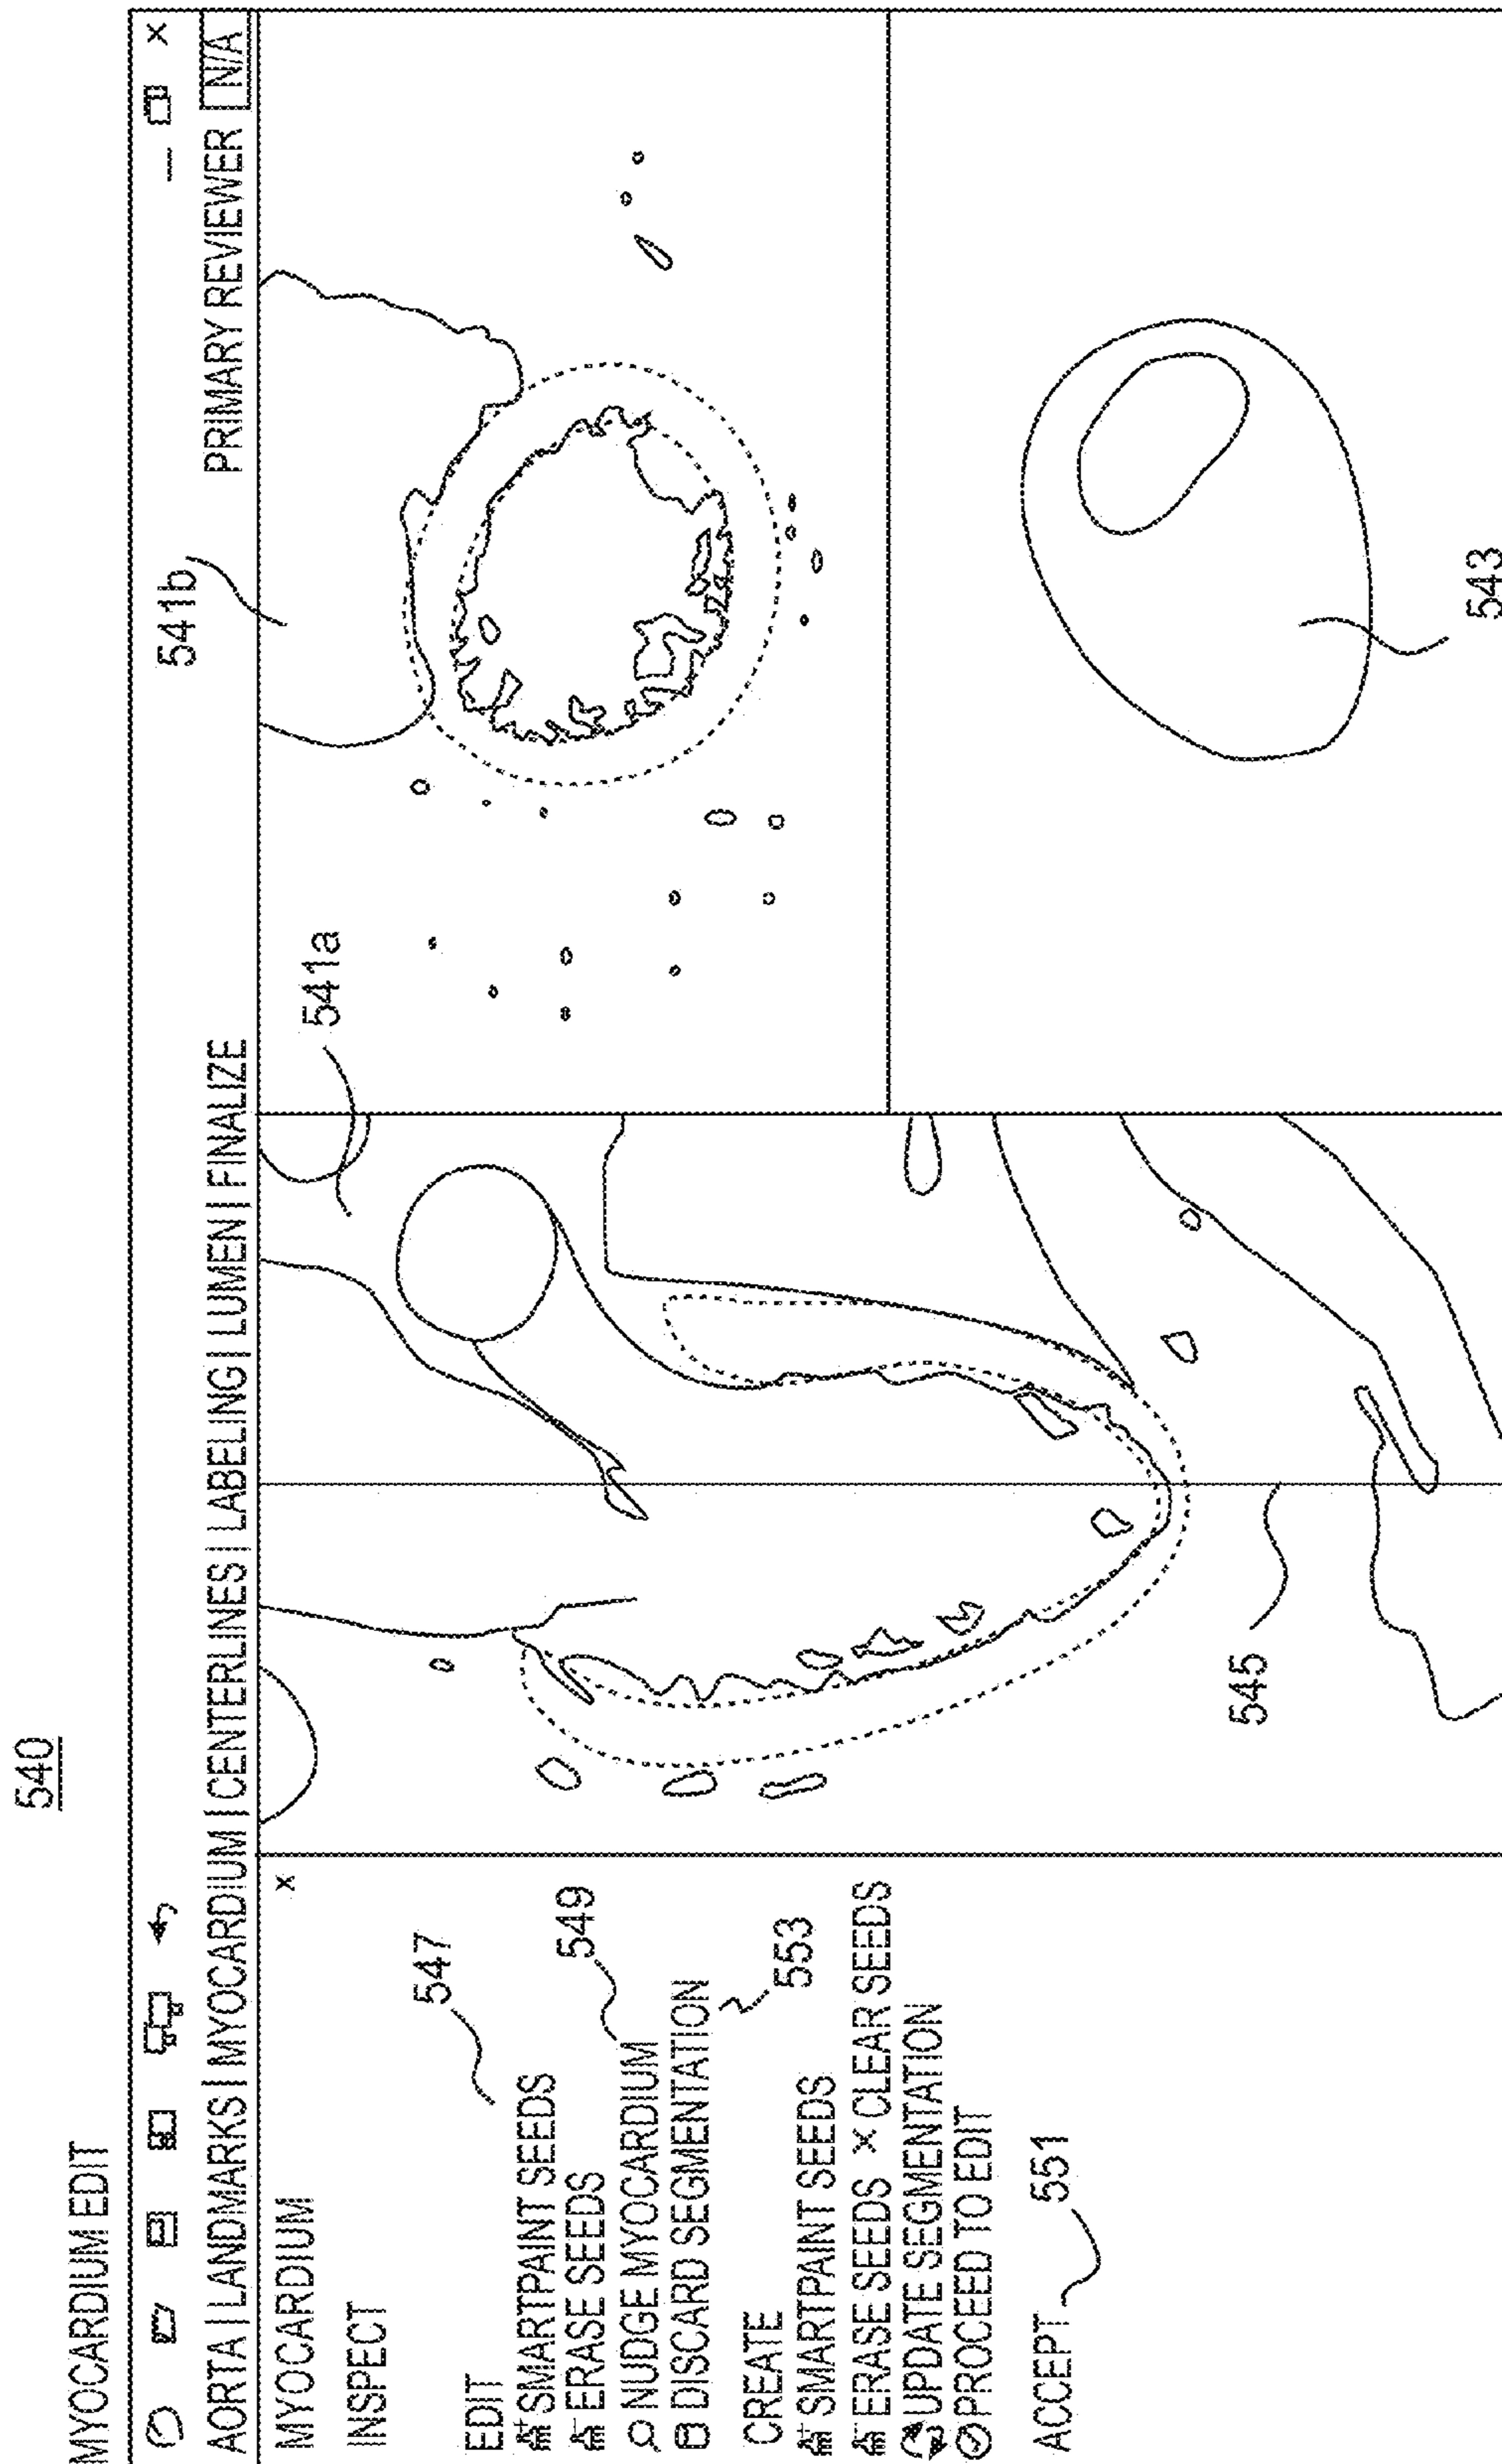 540
MYOCARDIUM EDIT
AORTA | LANDMARKS | MYOCARDIUM | CENTERLINES | LABELING | LUMEN | FINALIZE
PRIMARY REVIEWER N/A
MYOCARDIUM x
INSPECT
EDIT
547
SMARTPAINT SEEDS
ERASE SEEDS
549
NUDGE MYOCARDIUM
DISCARD SEGMENTATION
553
CREATE
SMARTPAINT SEEDS
ERASE SEEDS × CLEAR SEEDS
UPDATE SEGMENTATION
PROCEED TO EDIT
ACCEPT 551
541a
545
541b
543